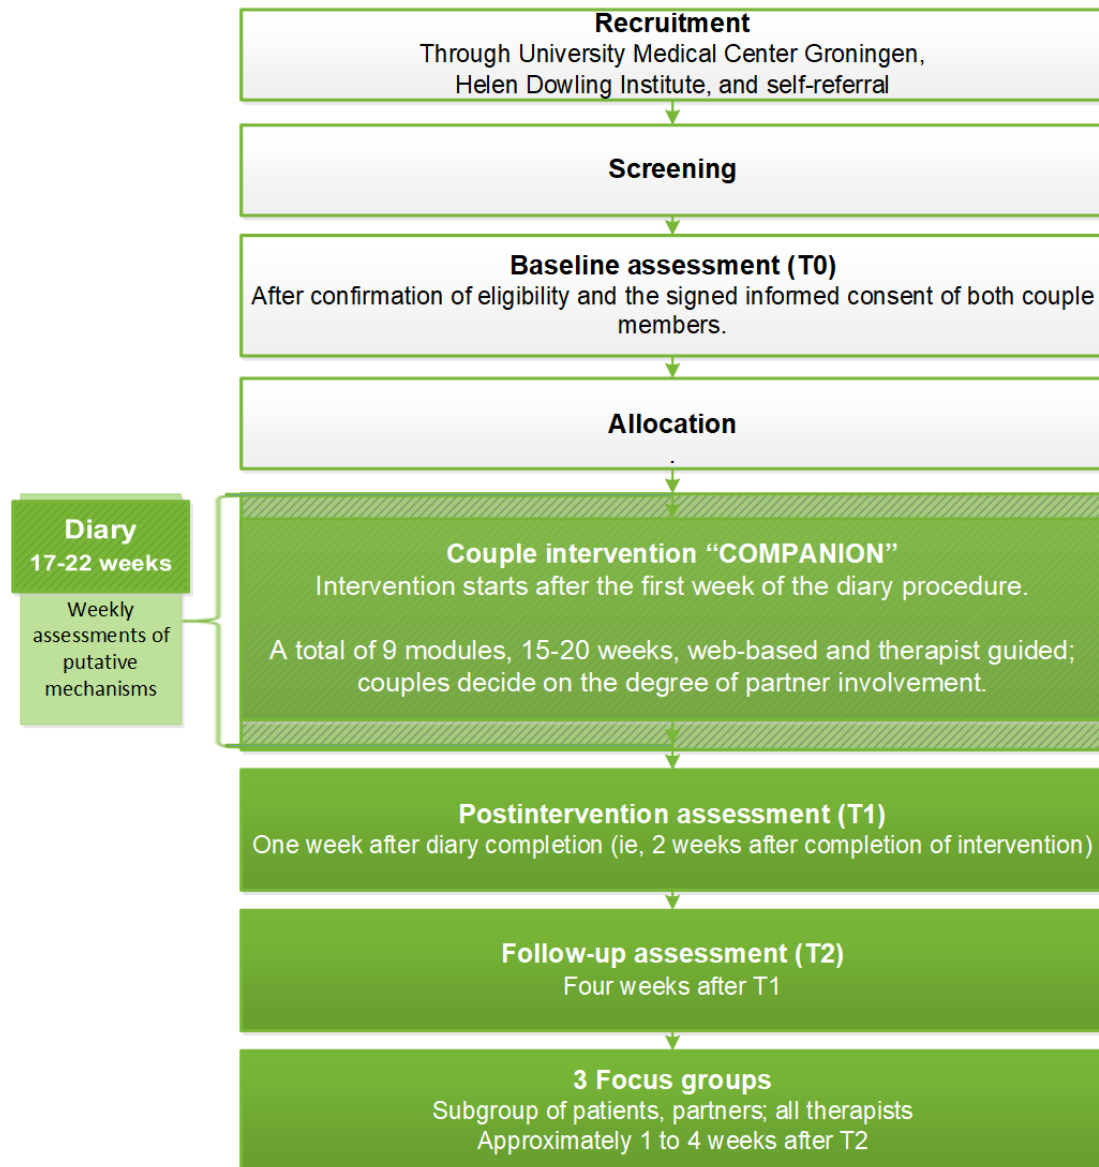 Recruitment
Through University Medical Center Groningen,
Helen Dowling Institute, and self-referral
Screening
Baseline assessment (T0)
After confirmation of eligibility and the signed informed consent of both couple
members.
Allocation
.
Diary
17-22 weeks
Weekly
assessments of
putative
mechanisms
Couple intervention “COMPANION”
Intervention starts after the first week of the diary procedure.
A total of 9 modules, 15-20 weeks, web-based and therapist guided;
couples decide on the degree of partner involvement.
Postintervention assessment (T1)
One week after diary completion (ie, 2 weeks after completion of intervention)
Follow-up assessment (T2)
Four weeks after T1
3 Focus groups
Subgroup of patients, partners; all therapists
Approximately 1 to 4 weeks after T2